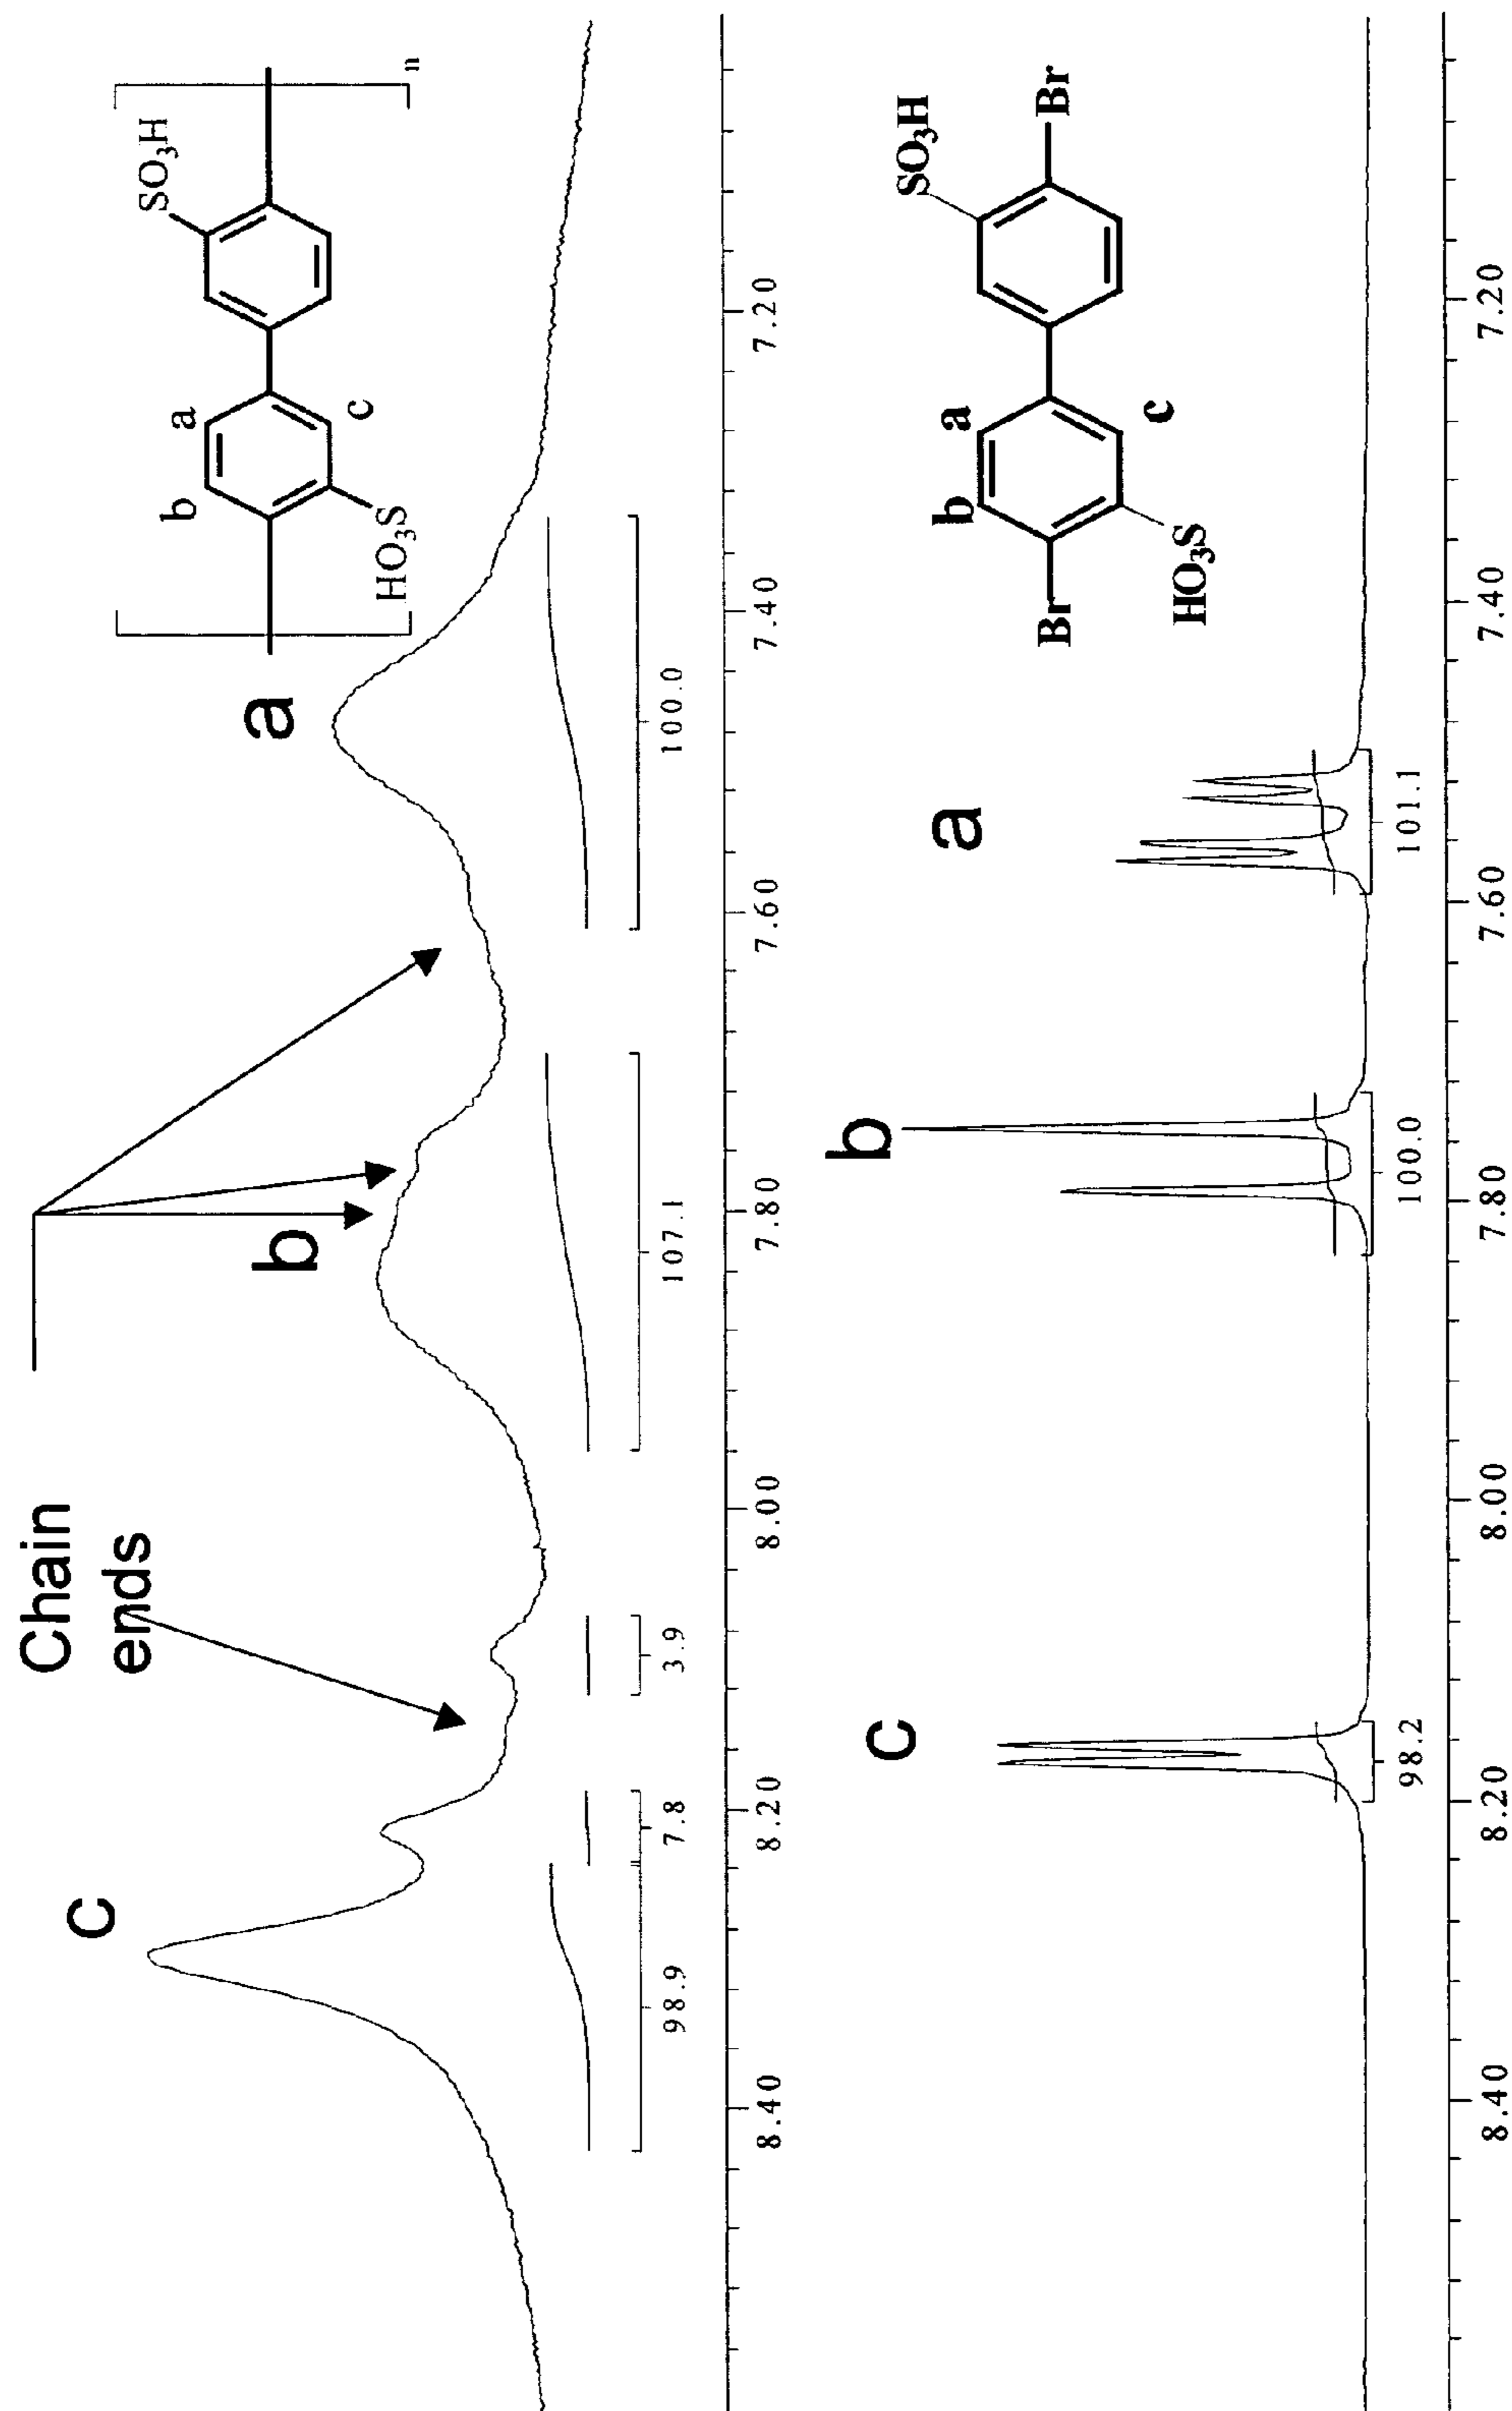 Chain
ends
c
b
a
n
SO3H
a
b
c
HO3S
98.9
7.8
3.9
107.1
100.0
8.40
8.20
8.00
7.80
7.60
7.40
7.20
c
b
a
SO3H
Br
a
b
c
Br
HO3S
98.2
100.0
101.1
8.40
8.20
8.00
7.80
7.60
7.40
7.20